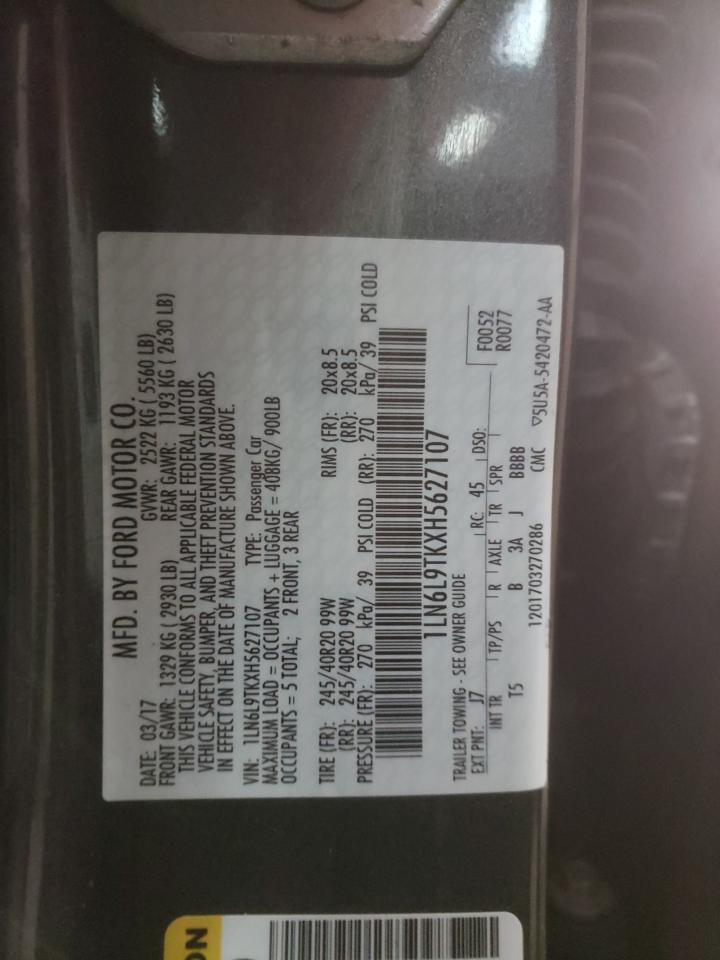 MFD. BY FORD MOTOR CO.
DATE: 03/17 GVWR: 2522 KG ( 5560 LB)
FRONT GAWR: 1329 KG ( 2930 LB) REAR GAWR: 1193 KG ( 2630 LB)
THIS VEHICLE CONFORMS TO ALL APPLICABLE FEDERAL MOTOR
VEHICLE SAFETY, BUMPER, AND THEFT PREVENTION STANDARDS
IN EFFECT ON THE DATE OF MANUFACTURE SHOWN ABOVE.
VIN: 1LN6L9TKXH5627107 TYPE: Passenger Car
MAXIMUM LOAD = OCCUPANTS + LUGGAGE = 408KG/ 900LB
OCCUPANTS = 5 TOTAL; 2 FRONT, 3 REAR
TIRE (FR): 245/40R20 99W RIMS (FR): 20x8.5
(RR): 245/40R20 99W (RR): 20x8.5
PRESSURE (FR): 270 kPa/ 39 PSI COLD (RR): 270 kPa/ 39 PSI COLD
1LN6L9TKXH5627107
TRAILER TOWING - SEE OWNER GUIDE F0052
EXT PNT: J7 RC: 45 DSO: R0077
INT TR TP/PS R AXLE TR SPR
T5 B 3A J BBBB
1201703270286 CMC ▽5U5A-5420472-AA
ON